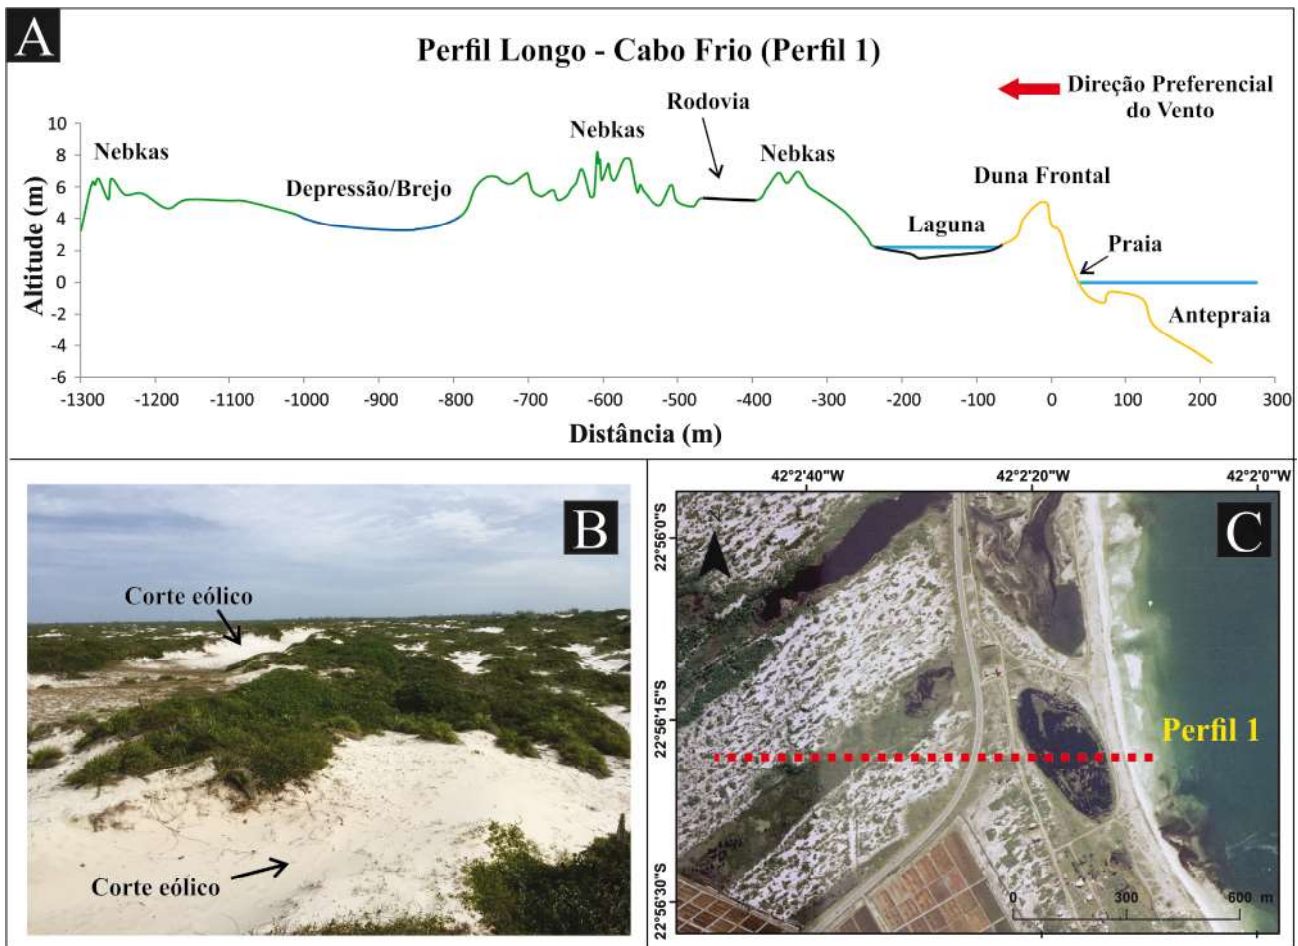 A
Perfil Longo - Cabo Frio (Perfil 1)
Direção Preferencial
do Vento
Rodovia
Nebkas
Nebkas
Nebkas
Depressão/Brejo
Duna Frontal
Laguna
Praia
Antepraia
Altitude (m)
10
8
6
4
2
0
-2
-4
-6
-1300 -1200 -1100 -1000 -900 -800 -700 -600 -500 -400 -300 -200 -100 0 100 200 300
Distância (m)
B
Corte eólico
Corte eólico
C
42°2'40"W 42°2'20"W 42°2'0"W
22°56'0"S
22°56'15"S
22°56'30"S
Perfil 1
0 300 600 m